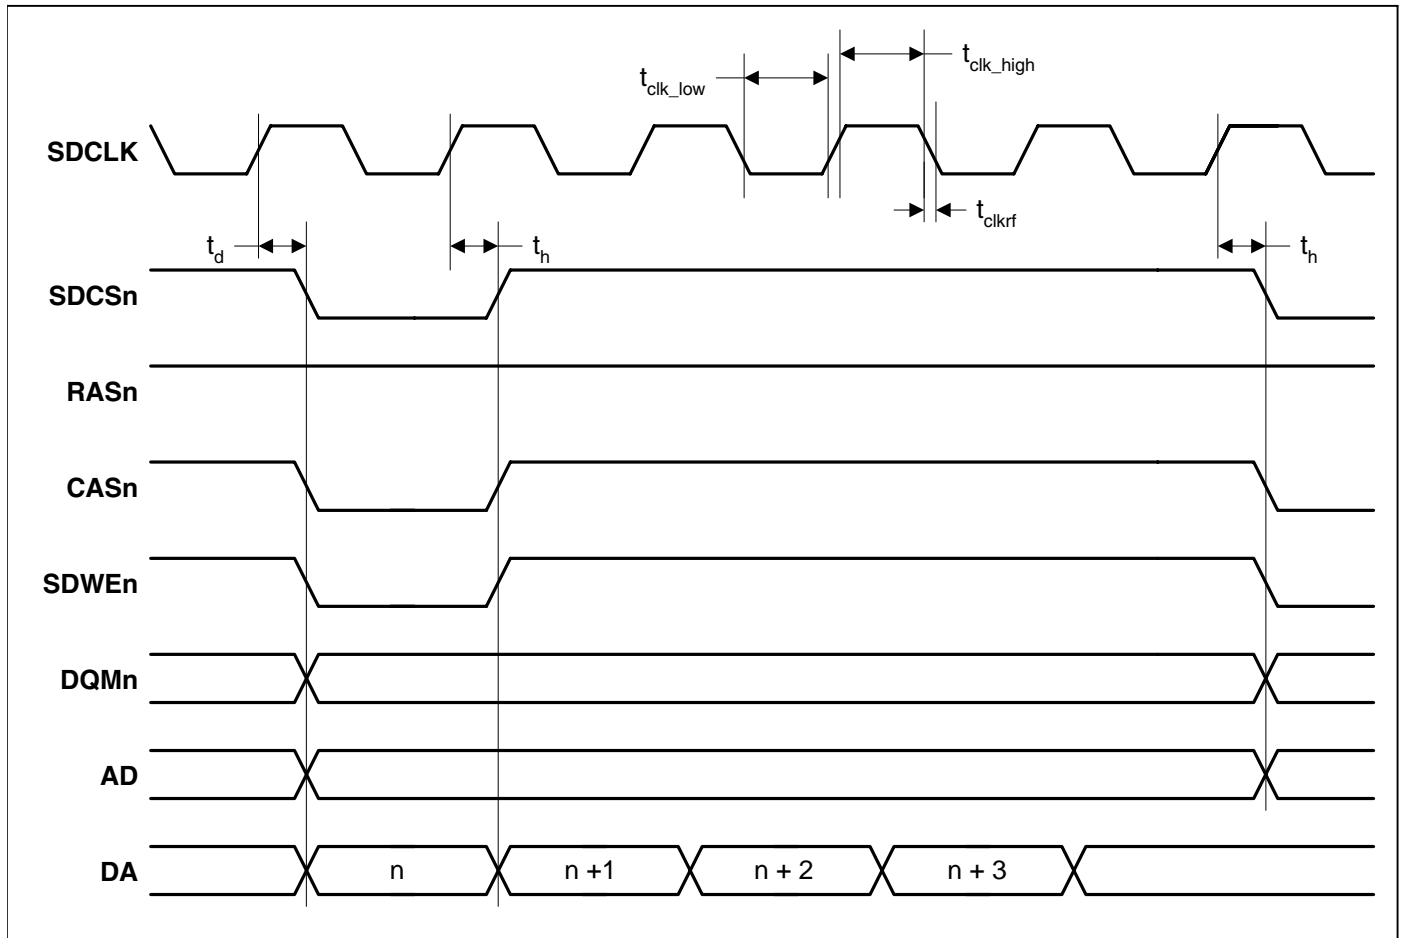 t_clk_high
t_clk_low
SDCLK
t_clkrf
t_d
t_h
t_h
SDCSn
RASn
CASn
SDWEn
DQMn
AD
DA
n
n +1
n + 2
n + 3